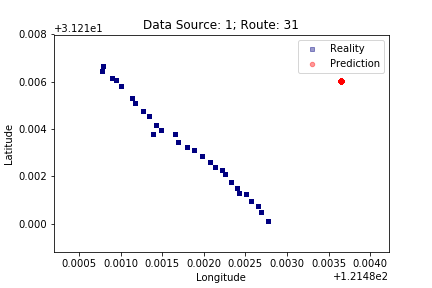 Data Source: 1; Route: 31
+3.121e1
Reality
Prediction
0.008
0.006
0.004
0.002
0.000
Latitude
0.0005 0.0010 0.0015 0.0020 0.0025 0.0030 0.0035 0.0040
Longitude
+1.2148e2